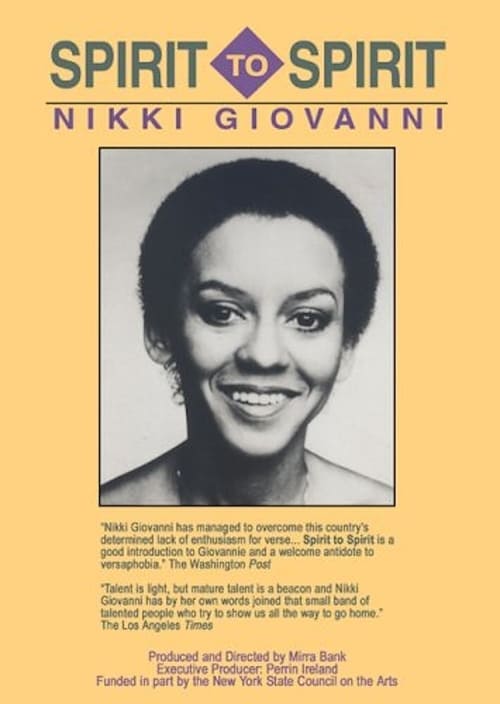 SPIRIT TO SPIRIT
NIKKI GIOVANNI
"Nikki Giovanni has managed to overcome this country's
determined lack of enthusiasm for verse... Spirit to Spirit is a
good introduction to Giovannie and a welcome antidote to
versaphobia." The Washington Post
"Talent is light, but mature talent is a beacon and Nikki
Giovanni has by her own words joined that small band of
talented people who try to show us all the way to go home."
The Los Angeles Times
Produced and Directed by Mirra Bank
Executive Producer: Perrin Ireland
Funded in part by the New York State Council on the Arts